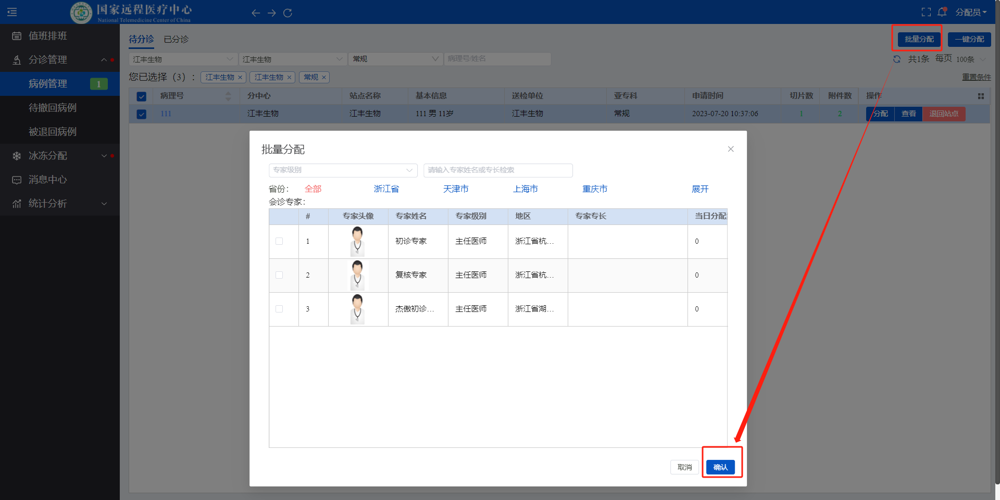 国家远程医疗中心
National Telemedicine Center of China
分配员
值班排班
分诊管理
病例管理 1
待撤回病例
被退回病例
冰冻分配
消息中心
统计分析
待分诊 已分诊
批量分配 一键分配
江丰生物 江丰生物 常规 病理号/姓名
共1条 每页 100条
您已选择（3）： 江丰生物 × 江丰生物 × 常规 ×
重置条件
病理号 分中心 站点名称 基本信息 送检单位 亚专科 申请时间 切片数 附件数 操作
111 江丰生物 江丰生物 111 男 11岁 江丰生物 常规 2023-07-20 10:37:06 1 2 分配 查看 退回站点
批量分配
专家级别 请输入专家姓名或专长检索
省份： 全部 浙江省 天津市 上海市 重庆市 展开
会诊专家：
# 专家头像 专家姓名 专家级别 地区 专家专长 当日分配
1 初诊专家 主任医师 浙江省杭... 0
2 复核专家 主任医师 浙江省杭... 0
3 杰傲初诊... 主任医师 浙江省湖... 0
取消 确认